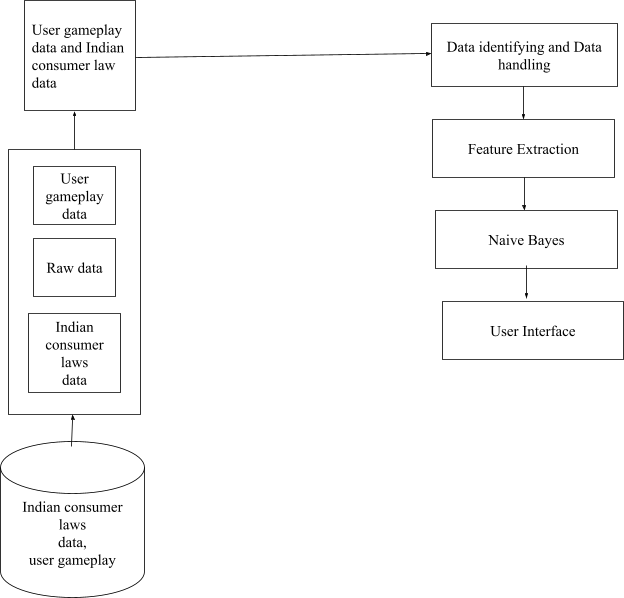 User gameplay
data and Indian
consumer law
data
Data identifying and Data
handling
Feature Extraction
Naive Bayes
User Interface
User
gameplay
data
Raw data
Indian
consumer
laws
data
Indian consumer
laws
data,
user gameplay